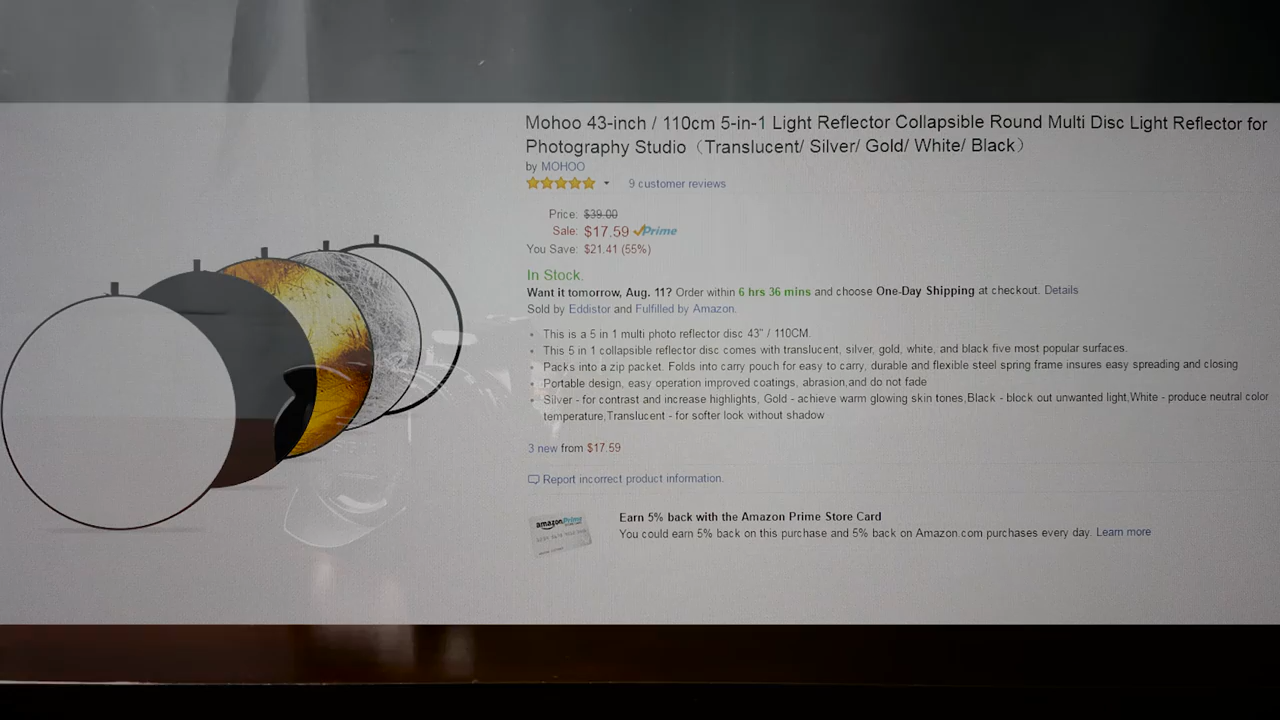 Mohoo 43-inch / 110cm 5-in-1 Light Reflector Collapsible Round Multi Disc Light Reflector for
Photography Studio（Translucent/ Silver/ Gold/ White/ Black）
by MOHOO
9 customer reviews
Price: $39.00
Sale: $17.59 Prime
You Save: $21.41 (55%)
In Stock.
Want it tomorrow, Aug. 11? Order within 6 hrs 36 mins and choose One-Day Shipping at checkout. Details
Sold by Eddistor and Fulfilled by Amazon.
• This is a 5 in 1 multi photo reflector disc 43" / 110CM.
• This 5 in 1 collapsible reflector disc comes with translucent, silver, gold, white, and black five most popular surfaces.
• Packs into a zip packet. Folds into carry pouch for easy to carry, durable and flexible steel spring frame insures easy spreading and closing
• Portable design, easy operation improved coatings, abrasion,and do not fade
• Silver - for contrast and increase highlights, Gold - achieve warm glowing skin tones,Black - block out unwanted light,White - produce neutral color
temperature,Translucent - for softer look without shadow
3 new from $17.59
Report incorrect product information.
amazonPrime
Earn 5% back with the Amazon Prime Store Card
You could earn 5% back on this purchase and 5% back on Amazon.com purchases every day. Learn more